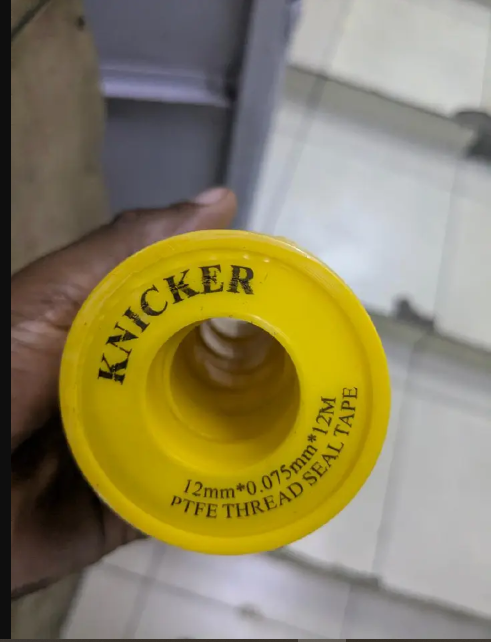 KNICKER
12mm*0.075mm*12M
PTFE THREAD SEAL TAPE